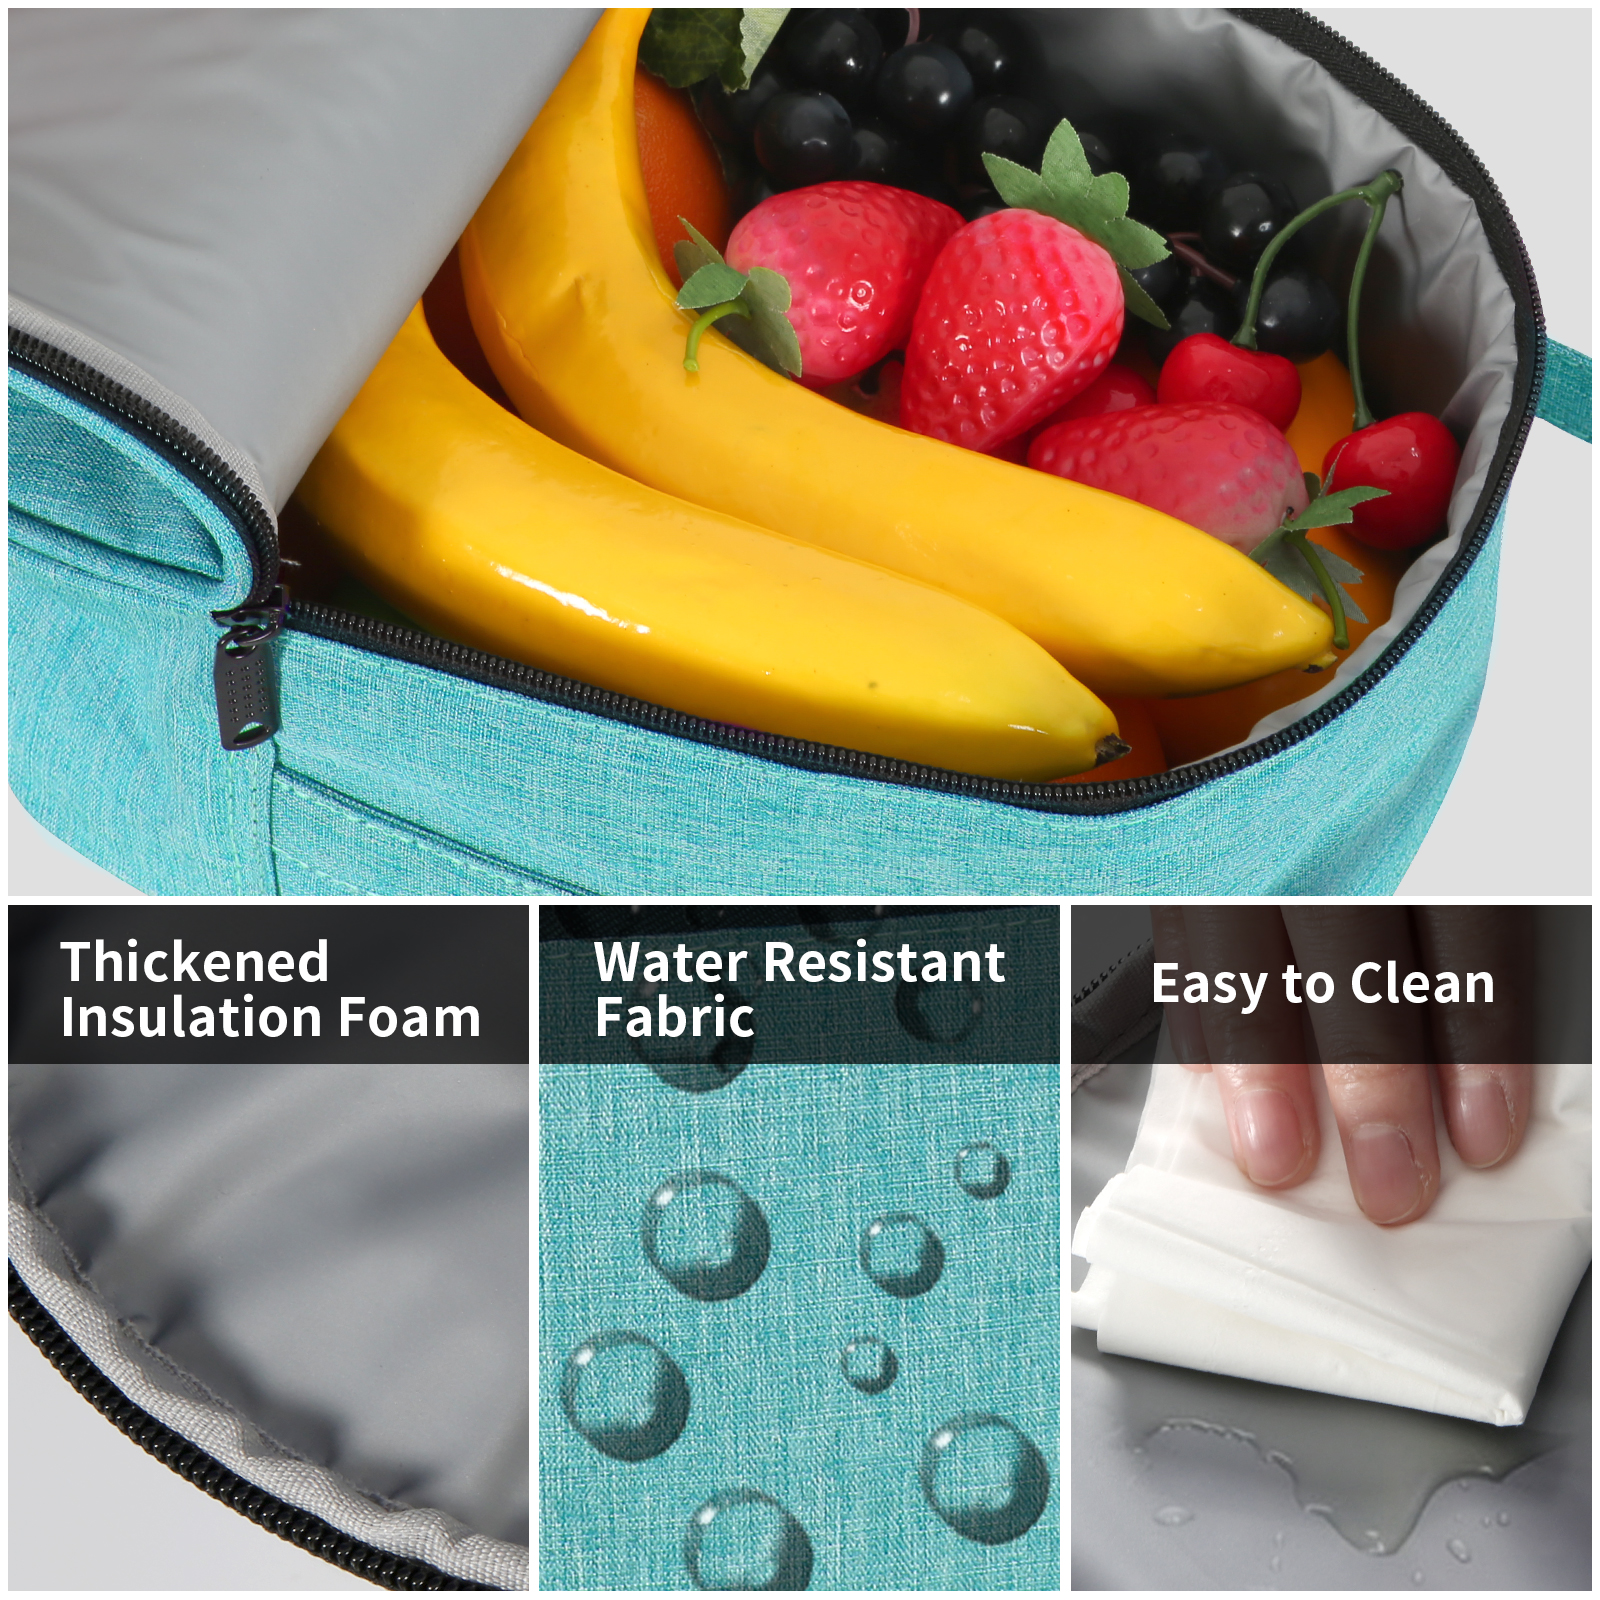 Thickened
Insulation Foam
Water Resistant
Fabric
Easy to Clean